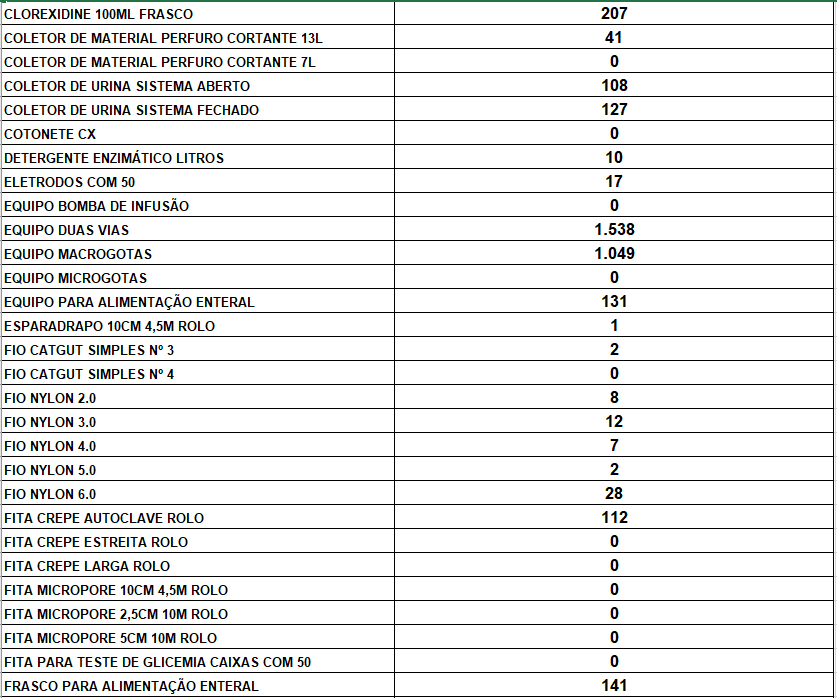 CLOREXIDINE 100ML FRASCO 207
COLETOR DE MATERIAL PERFURO CORTANTE 13L 41
COLETOR DE MATERIAL PERFURO CORTANTE 7L 0
COLETOR DE URINA SISTEMA ABERTO 108
COLETOR DE URINA SISTEMA FECHADO 127
COTONETE CX 0
DETERGENTE ENZIMÁTICO LITROS 10
ELETRODOS COM 50 17
EQUIPO BOMBA DE INFUSÃO 0
EQUIPO DUAS VIAS 1.538
EQUIPO MACROGOTAS 1.049
EQUIPO MICROGOTAS 0
EQUIPO PARA ALIMENTAÇÃO ENTERAL 131
ESPARADRAPO 10CM 4,5M ROLO 1
FIO CATGUT SIMPLES Nº 3 2
FIO CATGUT SIMPLES Nº 4 0
FIO NYLON 2.0 8
FIO NYLON 3.0 12
FIO NYLON 4.0 7
FIO NYLON 5.0 2
FIO NYLON 6.0 28
FITA CREPE AUTOCLAVE ROLO 112
FITA CREPE ESTREITA ROLO 0
FITA CREPE LARGA ROLO 0
FITA MICROPORE 10CM 4,5M ROLO 0
FITA MICROPORE 2,5CM 10M ROLO 0
FITA MICROPORE 5CM 10M ROLO 0
FITA PARA TESTE DE GLICEMIA CAIXAS COM 50 0
FRASCO PARA ALIMENTAÇÃO ENTERAL 141